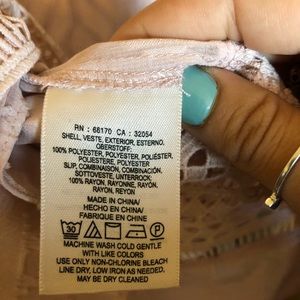 RN : 68170 CA : 32054
SHELL, VESTE, EXTERIOR, ESTERNO,
OBERSTOFF:
100% POLYESTER, POLYESTER, POLIÉSTER,
POLIESTERE, POLYESTER
SLIP, COMBINAISON, COMBINACIÓN,
SOTTOVESTE, UNTERROCK:
100% RAYON, RAYONNE, RAYÓN,
RAYON, REYON
MADE IN CHINA/
HECHO EN CHINA/
FABRIQUE EN CHINE
30
MACHINE WASH COLD GENTLE
WITH LIKE COLORS
USE ONLY NON-CHLORINE BLEACH
LINE DRY, LOW IRON AS NEEDED,
MAY BE DRY CLEANED